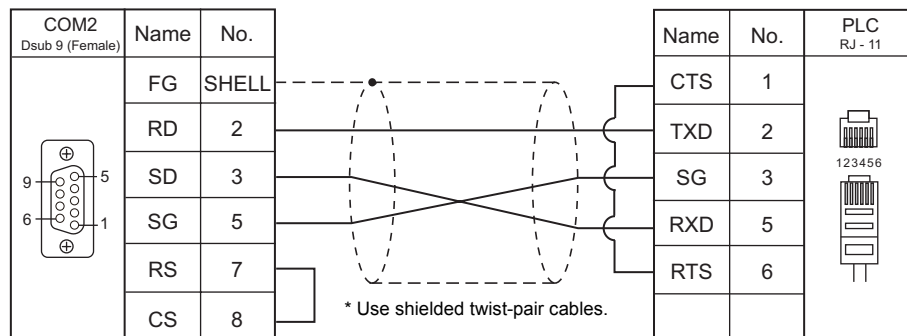 COM2
Dsub 9 (Female)
Name No.
FG SHELL
RD 2
SD 3
SG 5
RS 7
CS 8
9 5
6 1
* Use shielded twist-pair cables.
Name No.
PLC
RJ - 11
CTS 1
TXD 2
SG 3
RXD 5
RTS 6
123456